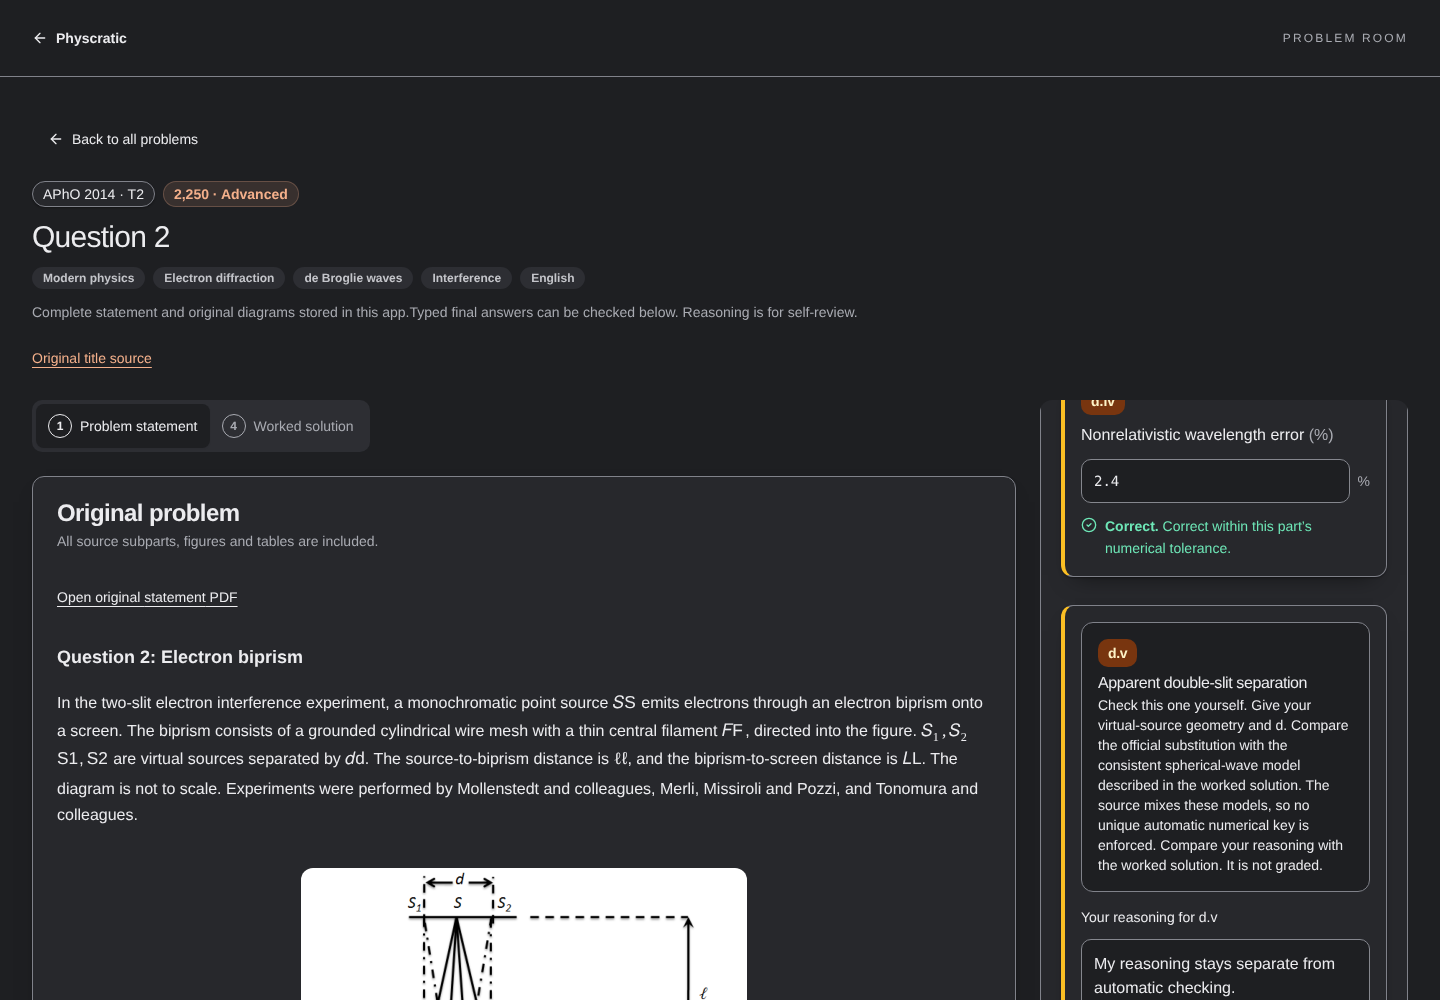 Physcratic
PROBLEM ROOM
Back to all problems
APhO 2014 · T2
2,250 · Advanced
Question 2
Modern physics
Electron diffraction
de Broglie waves
Interference
English
Complete statement and original diagrams stored in this app.Typed final answers can be checked below. Reasoning is for self-review.
Original title source
1 Problem statement
4 Worked solution
Original problem
All source subparts, figures and tables are included.
Open original statement PDF
Question 2: Electron biprism
In the two-slit electron interference experiment, a monochromatic point source SS emits electrons through an electron biprism onto
a screen. The biprism consists of a grounded cylindrical wire mesh with a thin central filament FF, directed into the figure. S1,S2
S1,S2 are virtual sources separated by dd. The source-to-biprism distance is ℓℓ, and the biprism-to-screen distance is LL. The
diagram is not to scale. Experiments were performed by Mollenstedt and colleagues, Merli, Missiroli and Pozzi, and Tonomura and
colleagues.
d
S1 S S2
ℓ
d.iv
Nonrelativistic wavelength error (%)
2.4
%
Correct. Correct within this part's
numerical tolerance.
d.v
Apparent double-slit separation
Check this one yourself. Give your
virtual-source geometry and d. Compare
the official substitution with the
consistent spherical-wave model
described in the worked solution. The
source mixes these models, so no
unique automatic numerical key is
enforced. Compare your reasoning with
the worked solution. It is not graded.
Your reasoning for d.v
My reasoning stays separate from
automatic checking.